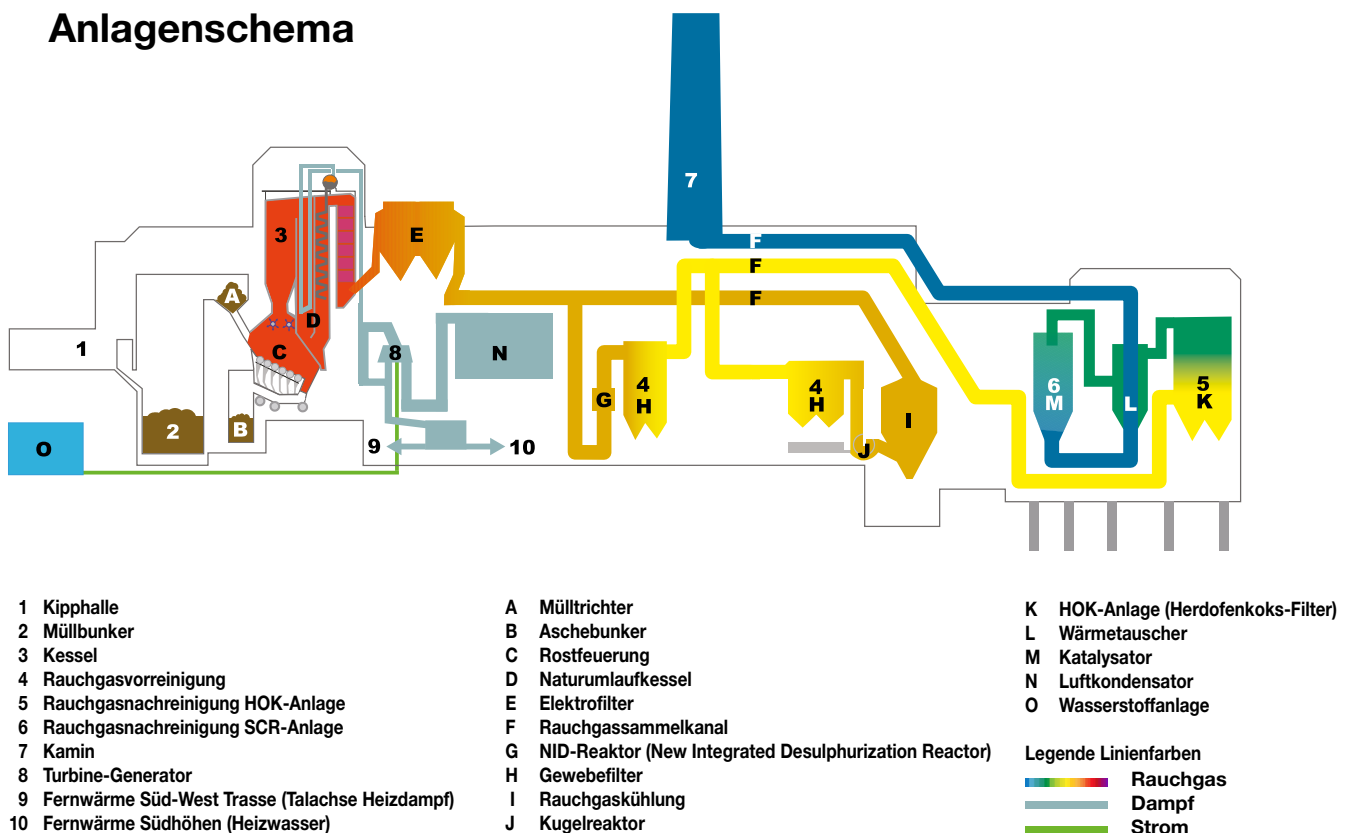 Anlagenschema
7
F
F
F
3
E
A
D
1
C
8
N
4
H
G
4
H
I
6
M
L
5
K
2
B
O
9
10
J
1 Kipphalle
2 Müllbunker
3 Kessel
4 Rauchgasvorreinigung
5 Rauchgasnachreinigung HOK-Anlage
6 Rauchgasnachreinigung SCR-Anlage
7 Kamin
8 Turbine-Generator
9 Fernwärme Süd-West Trasse (Talachse Heizdampf)
10 Fernwärme Südhöhen (Heizwasser)
A Mülltrichter
B Aschebunker
C Rostfeuerung
D Naturumlaufkessel
E Elektrofilter
F Rauchgassammelkanal
G NID-Reaktor (New Integrated Desulphurization Reactor)
H Gewebefilter
I Rauchgaskühlung
J Kugelreaktor
K HOK-Anlage (Herdofenkoks-Filter)
L Wärmetauscher
M Katalysator
N Luftkondensator
O Wasserstoffanlage
Legende Linienfarben
Rauchgas
Dampf
Strom